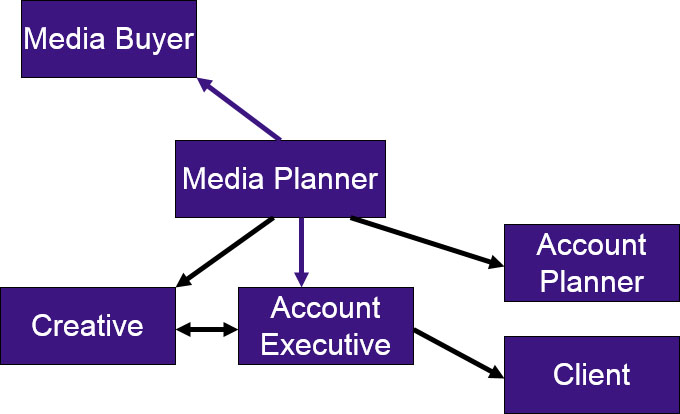 Media Buyer
Media Planner
Account
Planner
Creative
Account
Executive
Client